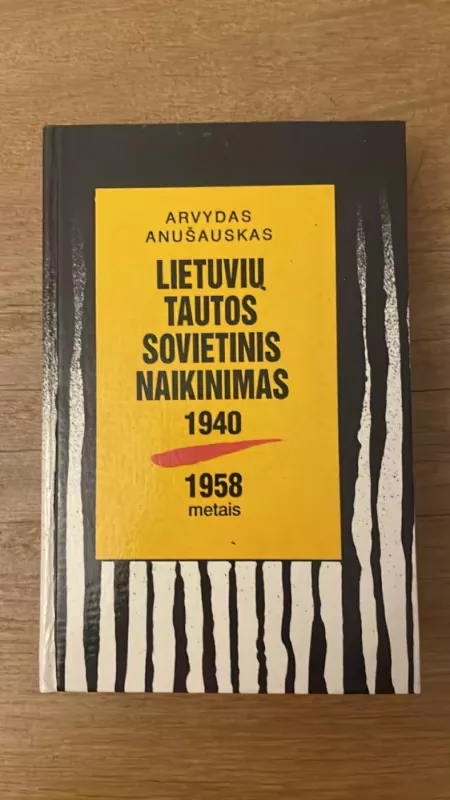 ARVYDAS
ANUŠAUSKAS
LIETUVIŲ
TAUTOS
SOVIETINIS
NAIKINIMAS
1940
1958
metais